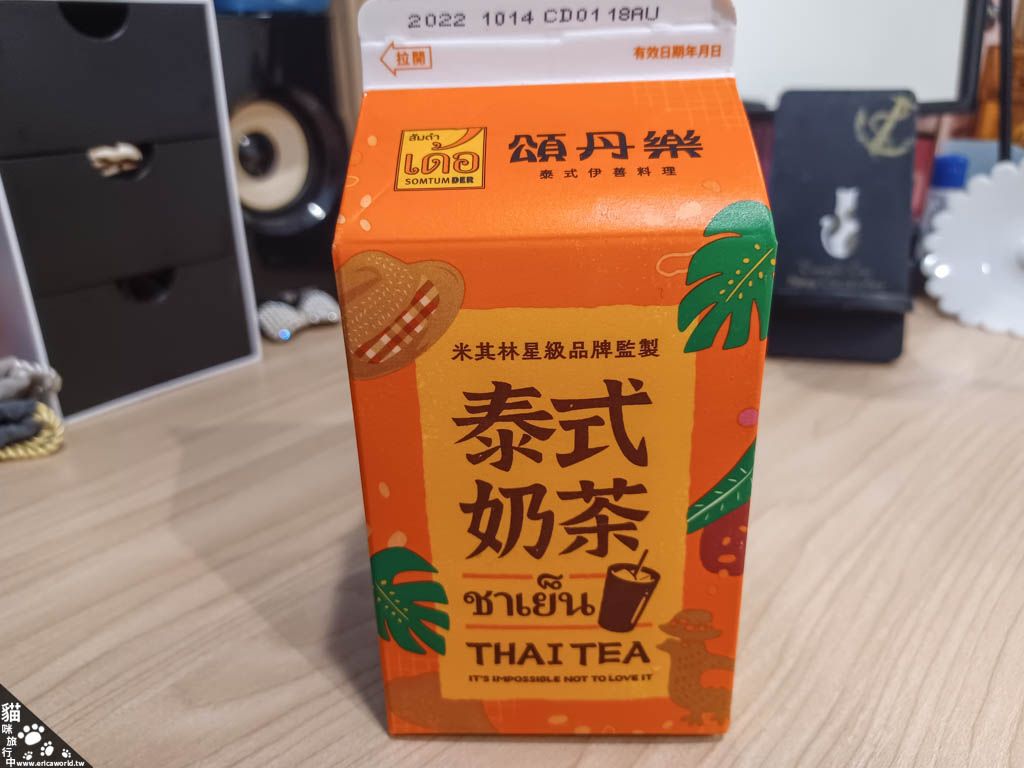 2022 1014 CD01 18AU
拉開
有效日期年月日
ส้มตำ
เด้อ
SOMTUMDER
頌丹樂
泰式伊善料理
米其林星級品牌監製
泰式
奶茶
ชาเย็น
THAI TEA
IT'S IMPOSSIBLE NOT TO LOVE IT
貓咪旅行中
www.ericaworld.tw